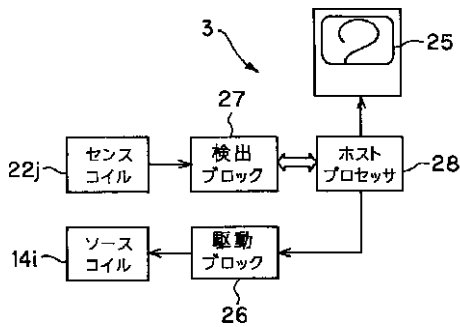 3
25
27
センス
コイル
検出
ブロック
ホスト
プロセッサ
22j
28
ソース
コイル
駆動
ブロック
14i
26